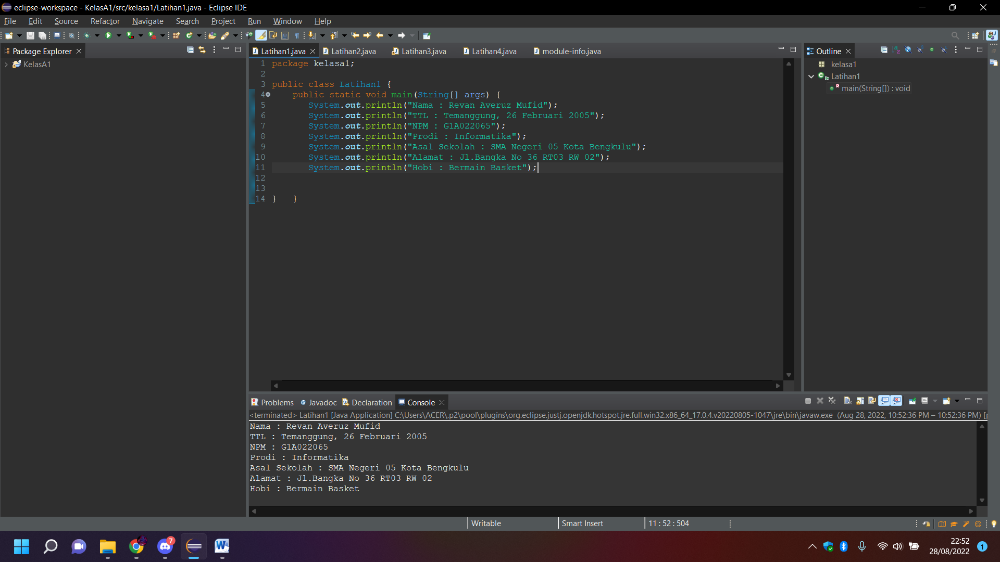 eclipse-workspace - KelasA1/src/kelasa1/Latihan1.java - Eclipse IDE
File Edit Source Refactor Navigate Search Project Run Window Help
Package Explorer
KelasA1
Latihan1.java Latihan2.java Latihan3.java Latihan4.java module-info.java
1 package kelasa1;
2
3 public class Latihan1 {
4 public static void main(String[] args) {
5 System.out.println("Nama : Revan Averuz Mufid");
6 System.out.println("TTL : Temanggung, 26 Februari 2005");
7 System.out.println("NPM : G1A022065");
8 System.out.println("Prodi : Informatika");
9 System.out.println("Asal Sekolah : SMA Negeri 05 Kota Bengkulu");
10 System.out.println("Alamat : Jl.Bangka No 36 RT03 RW 02");
11 System.out.println("Hobi : Bermain Basket");
12
13
14 } }
Outline
kelasa1
Latihan1
main(String[]) : void
Problems Javadoc Declaration Console
<terminated> Latihan1 [Java Application] C:\Users\ACER\.p2\pool\plugins\org.eclipse.justj.openjdk.hotspot.jre.full.win32.x86_64_17.0.4.v20220805-1047\jre\bin\javaw.exe (Aug 28, 2022, 10:52:36 PM – 10:52:36 PM) [p
Nama : Revan Averuz Mufid
TTL : Temanggung, 26 Februari 2005
NPM : G1A022065
Prodi : Informatika
Asal Sekolah : SMA Negeri 05 Kota Bengkulu
Alamat : Jl.Bangka No 36 RT03 RW 02
Hobi : Bermain Basket
Writable Smart Insert 11 : 52 : 504
7
W
22:52
28/08/2022
1